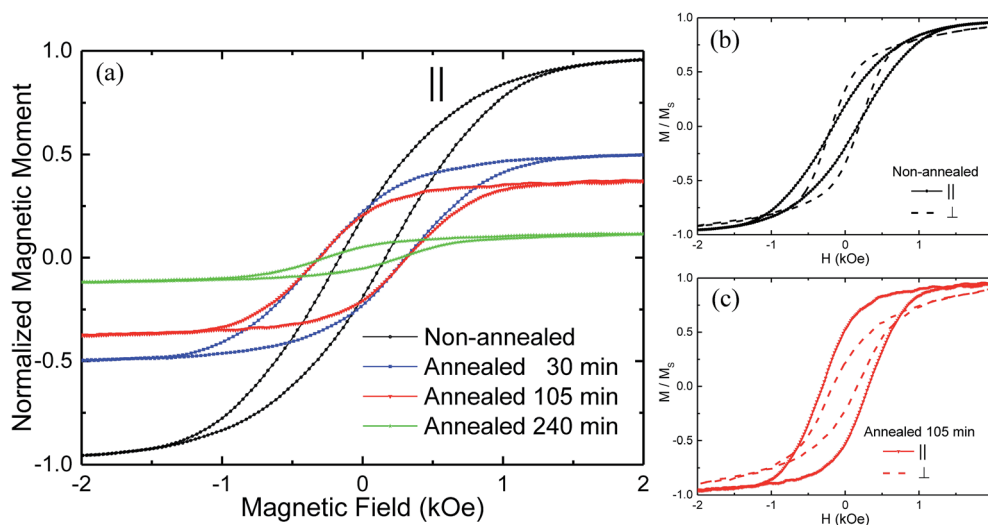 (a)
||
Normalized Magnetic Moment
1.0
0.5
0.0
-0.5
-1.0
Non-annealed
Annealed 30 min
Annealed 105 min
Annealed 240 min
-2 -1 0 1 2
Magnetic Field (kOe)
(b)
M / Ms
1.0
0.5
0.0
-0.5
-1.0
Non-annealed
||
⊥
-2 -1 0 1
H (kOe)
(c)
M / Ms
1.0
0.5
0.0
-0.5
-1.0
Annealed 105 min
||
⊥
-2 -1 0 1
H (kOe)